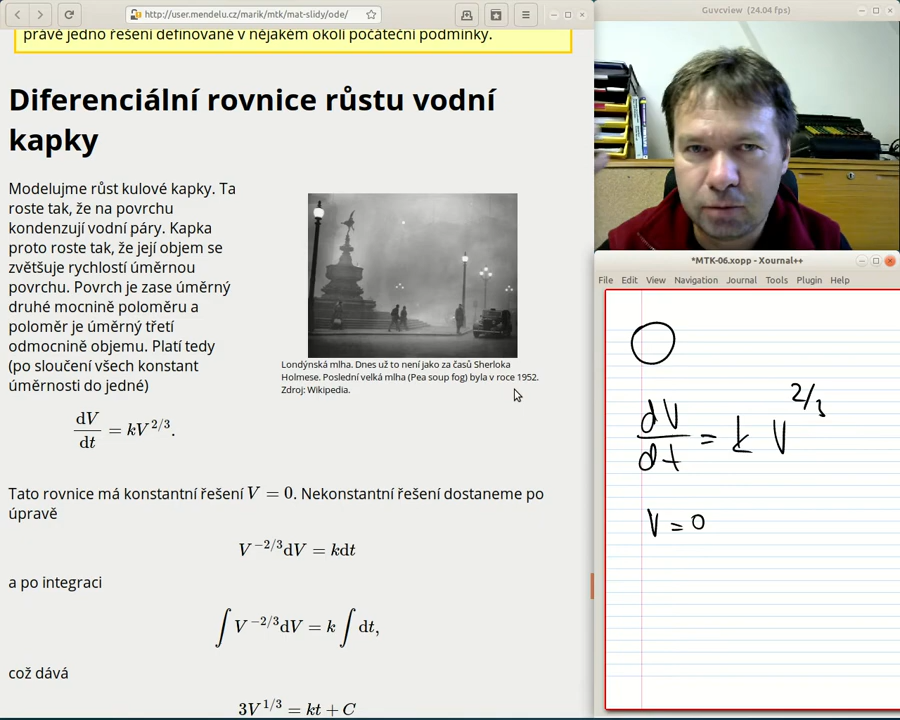 http://user.mendelu.cz/marik/mtk/mat-slidy/ode/
Guvcview (24.04 fps)
právě jedno řešení definované v nějakém okolí počáteční podmínky.
Diferenciální rovnice růstu vodní
kapky
Modelujme růst kulové kapky. Ta
roste tak, že na povrchu
kondenzují vodní páry. Kapka
proto roste tak, že její objem se
zvětšuje rychlostí úměrnou
povrchu. Povrch je zase úměrný
druhé mocnině poloměru a
poloměr je úměrný třetí
odmocnině objemu. Platí tedy
(po sloučení všech konstant
úměrnosti do jedné)
dV/dt = kV^{2/3}.
Londýnská mlha. Dnes už to není jako za časů Sherloka
Holmese. Poslední velká mlha (Pea soup fog) byla v roce 1952.
Zdroj: Wikipedia.
Tato rovnice má konstantní řešení V = 0. Nekonstantní řešení dostaneme po
úpravě
V^{−2/3}dV = kdt
a po integraci
∫ V^{−2/3}dV = k ∫ dt,
což dává
3V^{1/3} = kt + C
*MTK-06.xopp - Xournal++
File Edit View Navigation Journal Tools Plugin Help
dV/dt = k V^{2/3}
V = 0